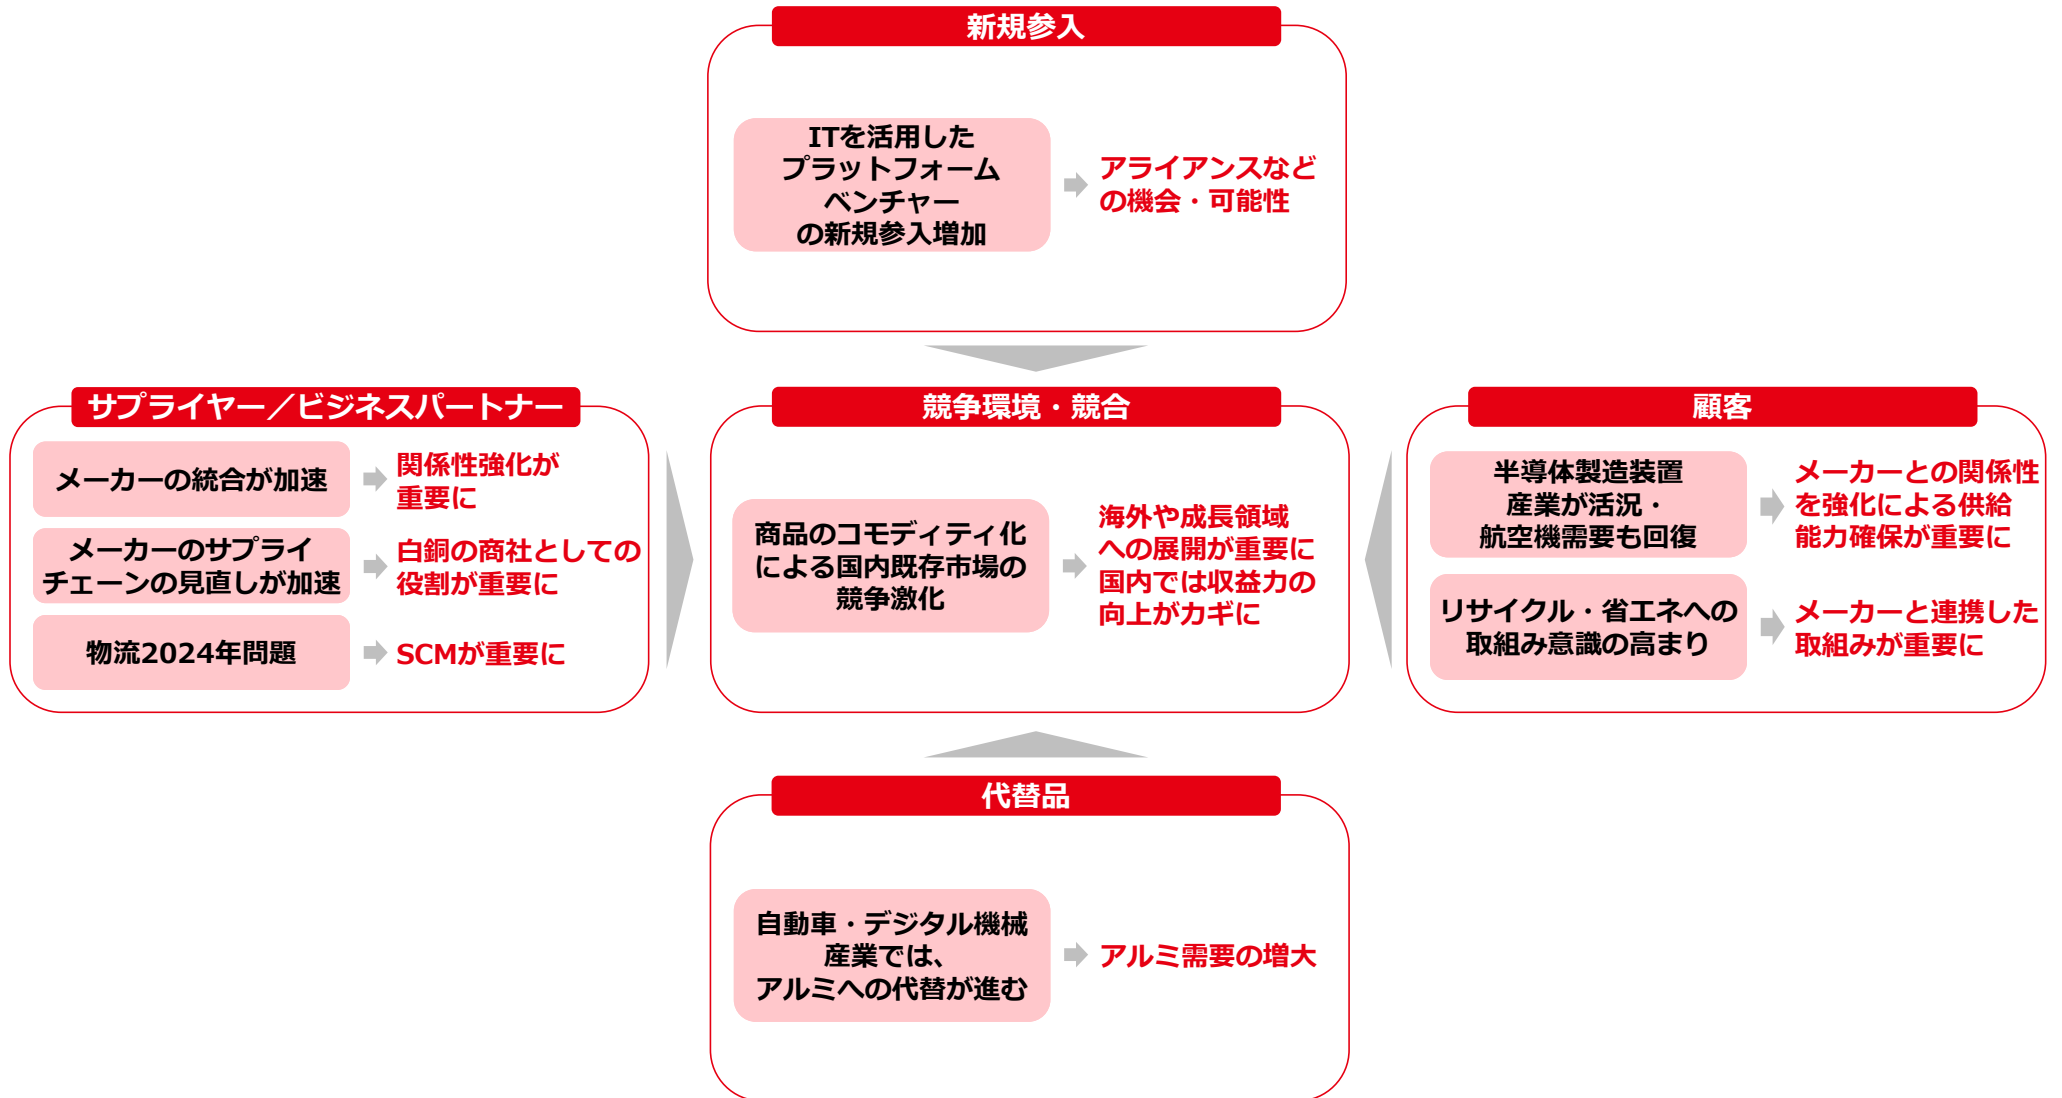 新規参入
ITを活用した
プラットフォーム
ベンチャー
の新規参入増加
アライアンスなど
の機会・可能性
サプライヤー／ビジネスパートナー
メーカーの統合が加速
関係性強化が
重要に
メーカーのサプライ
チェーンの見直しが加速
白銅の商社としての
役割が重要に
物流2024年問題
SCMが重要に
競争環境・競合
商品のコモディティ化
による国内既存市場の
競争激化
海外や成長領域
への展開が重要に
国内では収益力の
向上がカギに
顧客
半導体製造装置
産業が活況・
航空機需要も回復
メーカーとの関係性
を強化による供給
能力確保が重要に
リサイクル・省エネへの
取組み意識の高まり
メーカーと連携した
取組みが重要に
代替品
自動車・デジタル機械
産業では、
アルミへの代替が進む
アルミ需要の増大